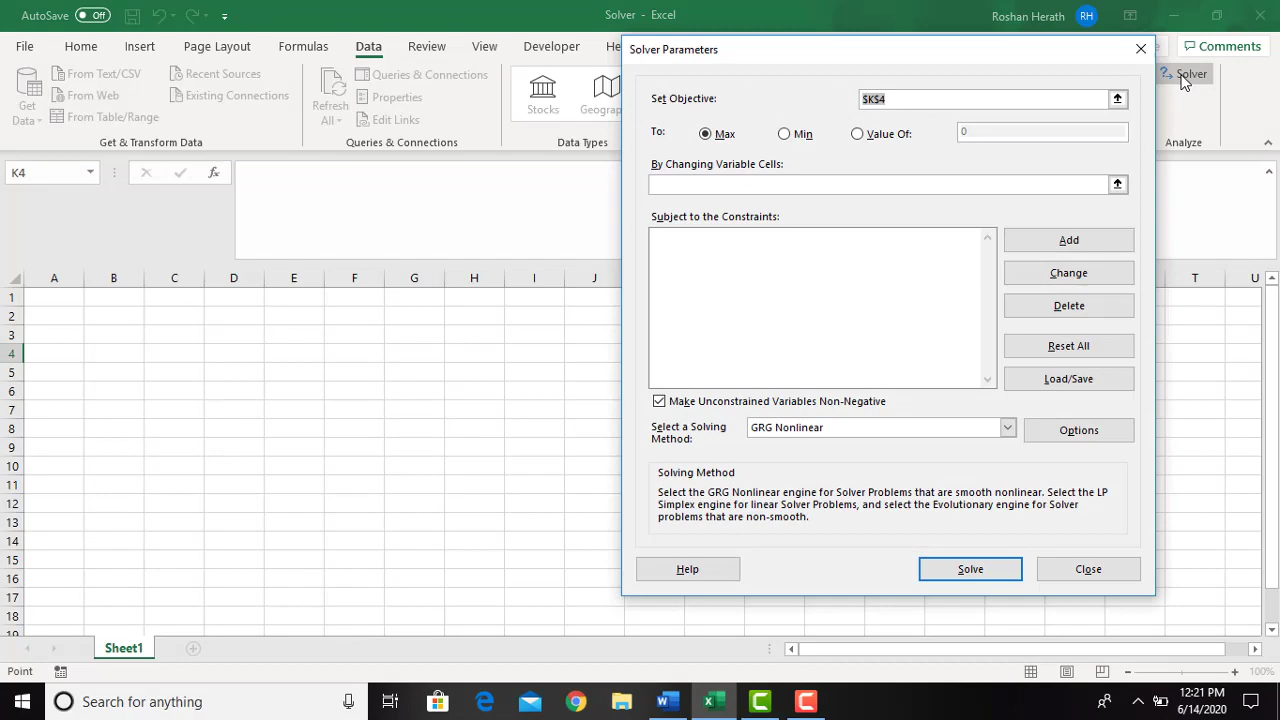 AutoSave Off
Solver - Excel
Roshan Herath RH
File Home Insert Page Layout Formulas Data Review View Developer He
Comments
Get Data
From Text/CSV
From Web
From Table/Range
Recent Sources
Existing Connections
Get & Transform Data
Refresh All
Queries & Connections
Properties
Edit Links
Queries & Connections
Stocks
Geograp
Data Types
Solver
Analyze
K4
fx
A B C D E F G H I J T U
1
2
3
4
5
6
7
8
9
10
11
12
13
14
15
16
17
18
19
Solver Parameters
Set Objective: $K$4
To: Max Min Value Of: 0
By Changing Variable Cells:
Subject to the Constraints:
Add
Change
Delete
Reset All
Load/Save
Make Unconstrained Variables Non-Negative
Select a Solving
Method:
GRG Nonlinear
Options
Solving Method
Select the GRG Nonlinear engine for Solver Problems that are smooth nonlinear. Select the LP
Simplex engine for linear Solver Problems, and select the Evolutionary engine for Solver
problems that are non-smooth.
Help Solve Close
Sheet1
Point
100%
Search for anything
12:21 PM
6/14/2020